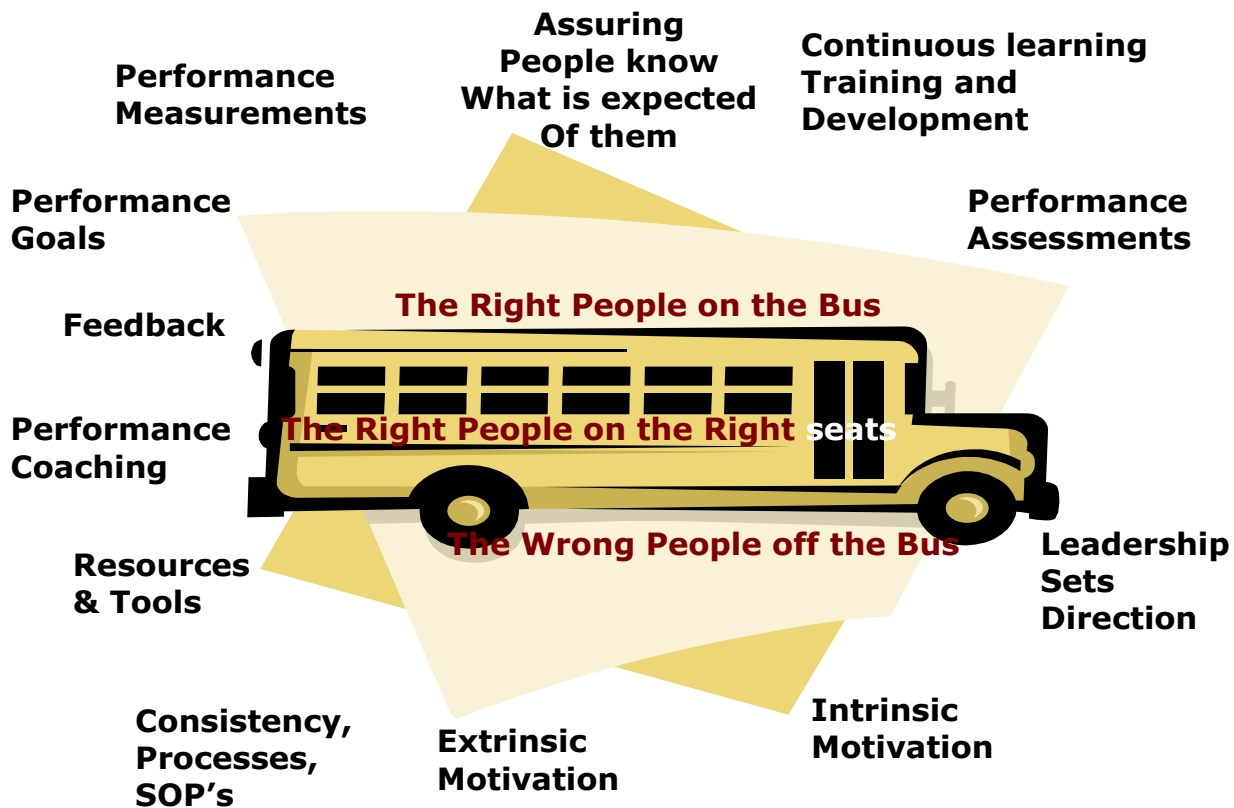 Assuring
People know
What is expected
Of them
Continuous learning
Training and
Development
Performance
Measurements
Performance
Goals
Performance
Assessments
Feedback
The Right People on the Bus
Performance
Coaching
The Right People on the Right seats
The Wrong People off the Bus
Leadership
Sets
Direction
Resources
& Tools
Consistency,
Processes,
SOP's
Extrinsic
Motivation
Intrinsic
Motivation